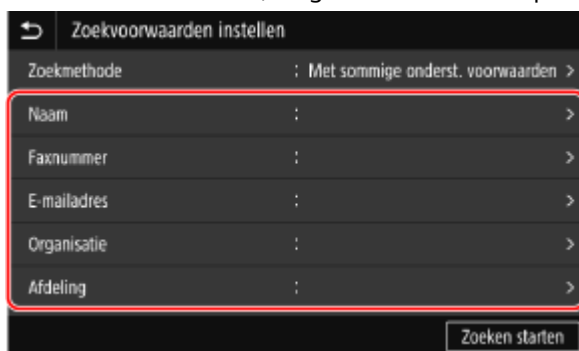 Zoekvoorwaarden instellen
Zoekmethode : Met sommige onderst. voorwaarden >
Naam : >
Faxnummer : >
E-mailadres : >
Organisatie : >
Afdeling : >
Zoeken starten